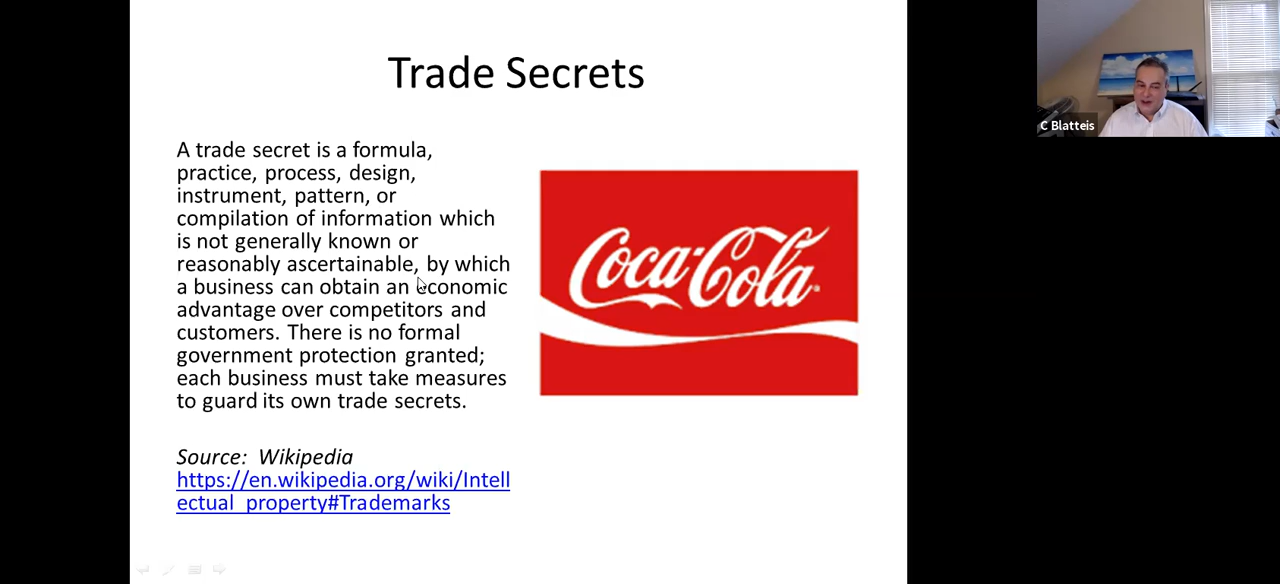 Trade Secrets
A trade secret is a formula,
practice, process, design,
instrument, pattern, or
compilation of information which
is not generally known or
reasonably ascertainable, by which
a business can obtain an economic
advantage over competitors and
customers. There is no formal
government protection granted;
each business must take measures
to guard its own trade secrets.
Source:  Wikipedia
https://en.wikipedia.org/wiki/Intell
ectual_property#Trademarks
Coca-Cola
C Blatteis